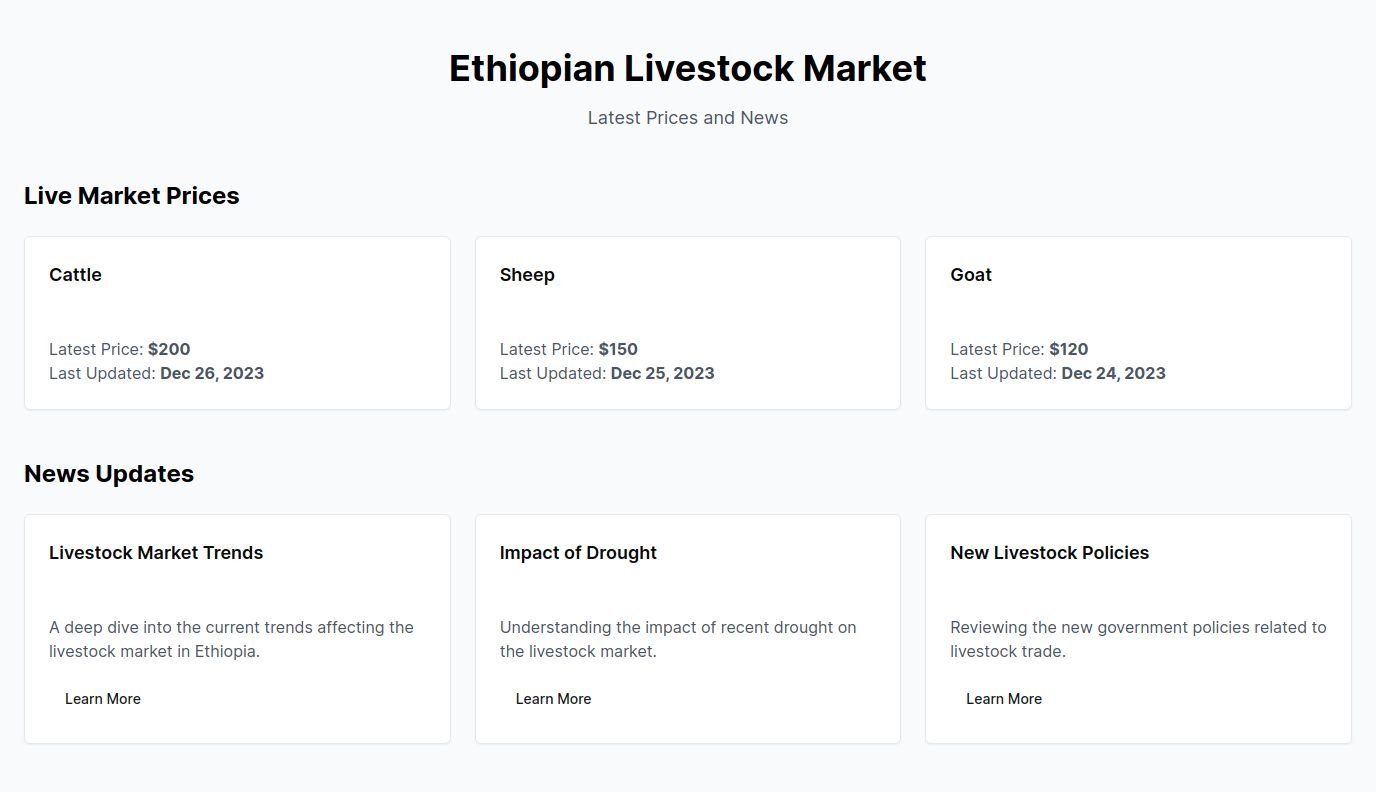 Ethiopian Livestock Market
Latest Prices and News
Live Market Prices
Cattle
Latest Price: $200
Last Updated: Dec 26, 2023
Sheep
Latest Price: $150
Last Updated: Dec 25, 2023
Goat
Latest Price: $120
Last Updated: Dec 24, 2023
News Updates
Livestock Market Trends
A deep dive into the current trends affecting the
livestock market in Ethiopia.
Learn More
Impact of Drought
Understanding the impact of recent drought on
the livestock market.
Learn More
New Livestock Policies
Reviewing the new government policies related to
livestock trade.
Learn More